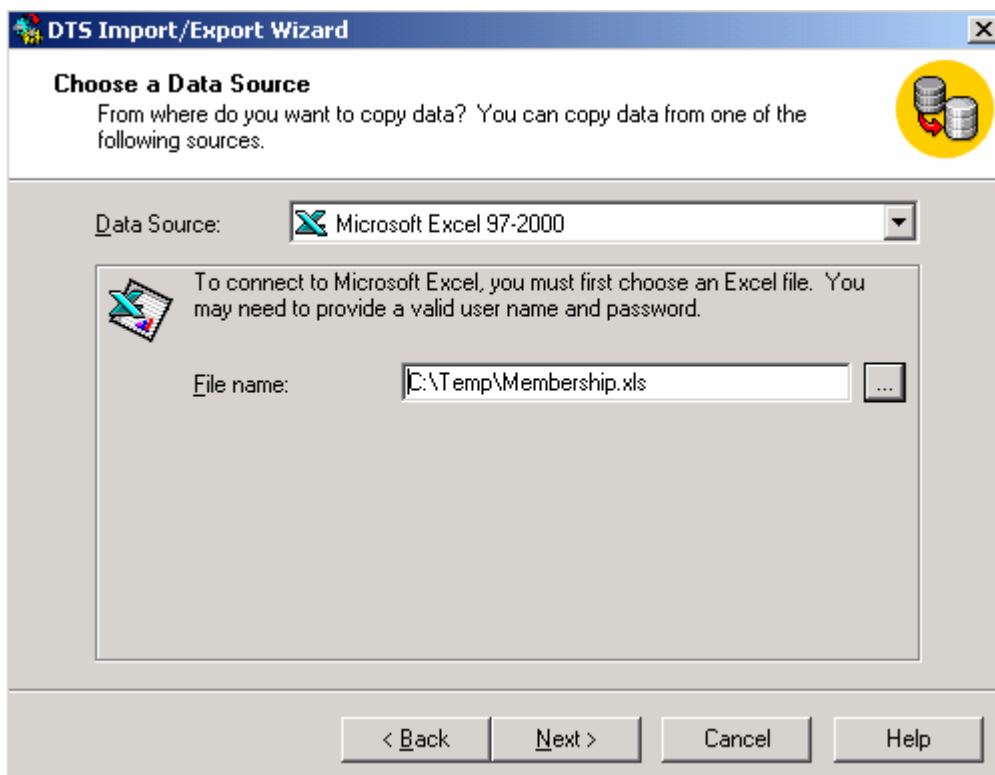 DTS Import/Export Wizard
Choose a Data Source
From where do you want to copy data? You can copy data from one of the
following sources.
Data Source:
Microsoft Excel 97-2000
To connect to Microsoft Excel, you must first choose an Excel file. You
may need to provide a valid user name and password.
File name:
C:\Temp\Membership.xls
...
< Back
Next >
Cancel
Help